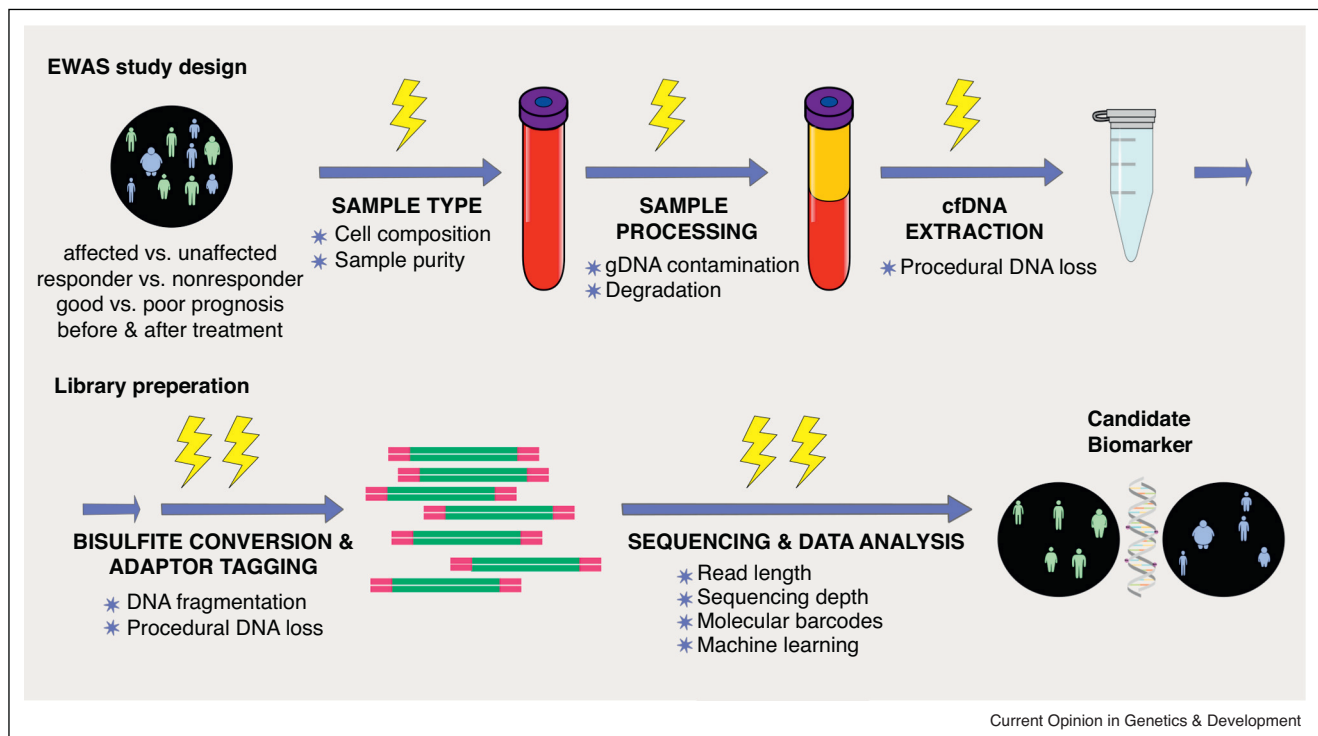 EWAS study design
affected vs. unaffected
responder vs. nonresponder
good vs. poor prognosis
before & after treatment
SAMPLE TYPE
Cell composition
Sample purity
SAMPLE
PROCESSING
gDNA contamination
Degradation
cfDNA
EXTRACTION
Procedural DNA loss
Library preperation
BISULFITE CONVERSION &
ADAPTOR TAGGING
DNA fragmentation
Procedural DNA loss
SEQUENCING & DATA ANALYSIS
Read length
Sequencing depth
Molecular barcodes
Machine learning
Candidate
Biomarker
Current Opinion in Genetics & Development